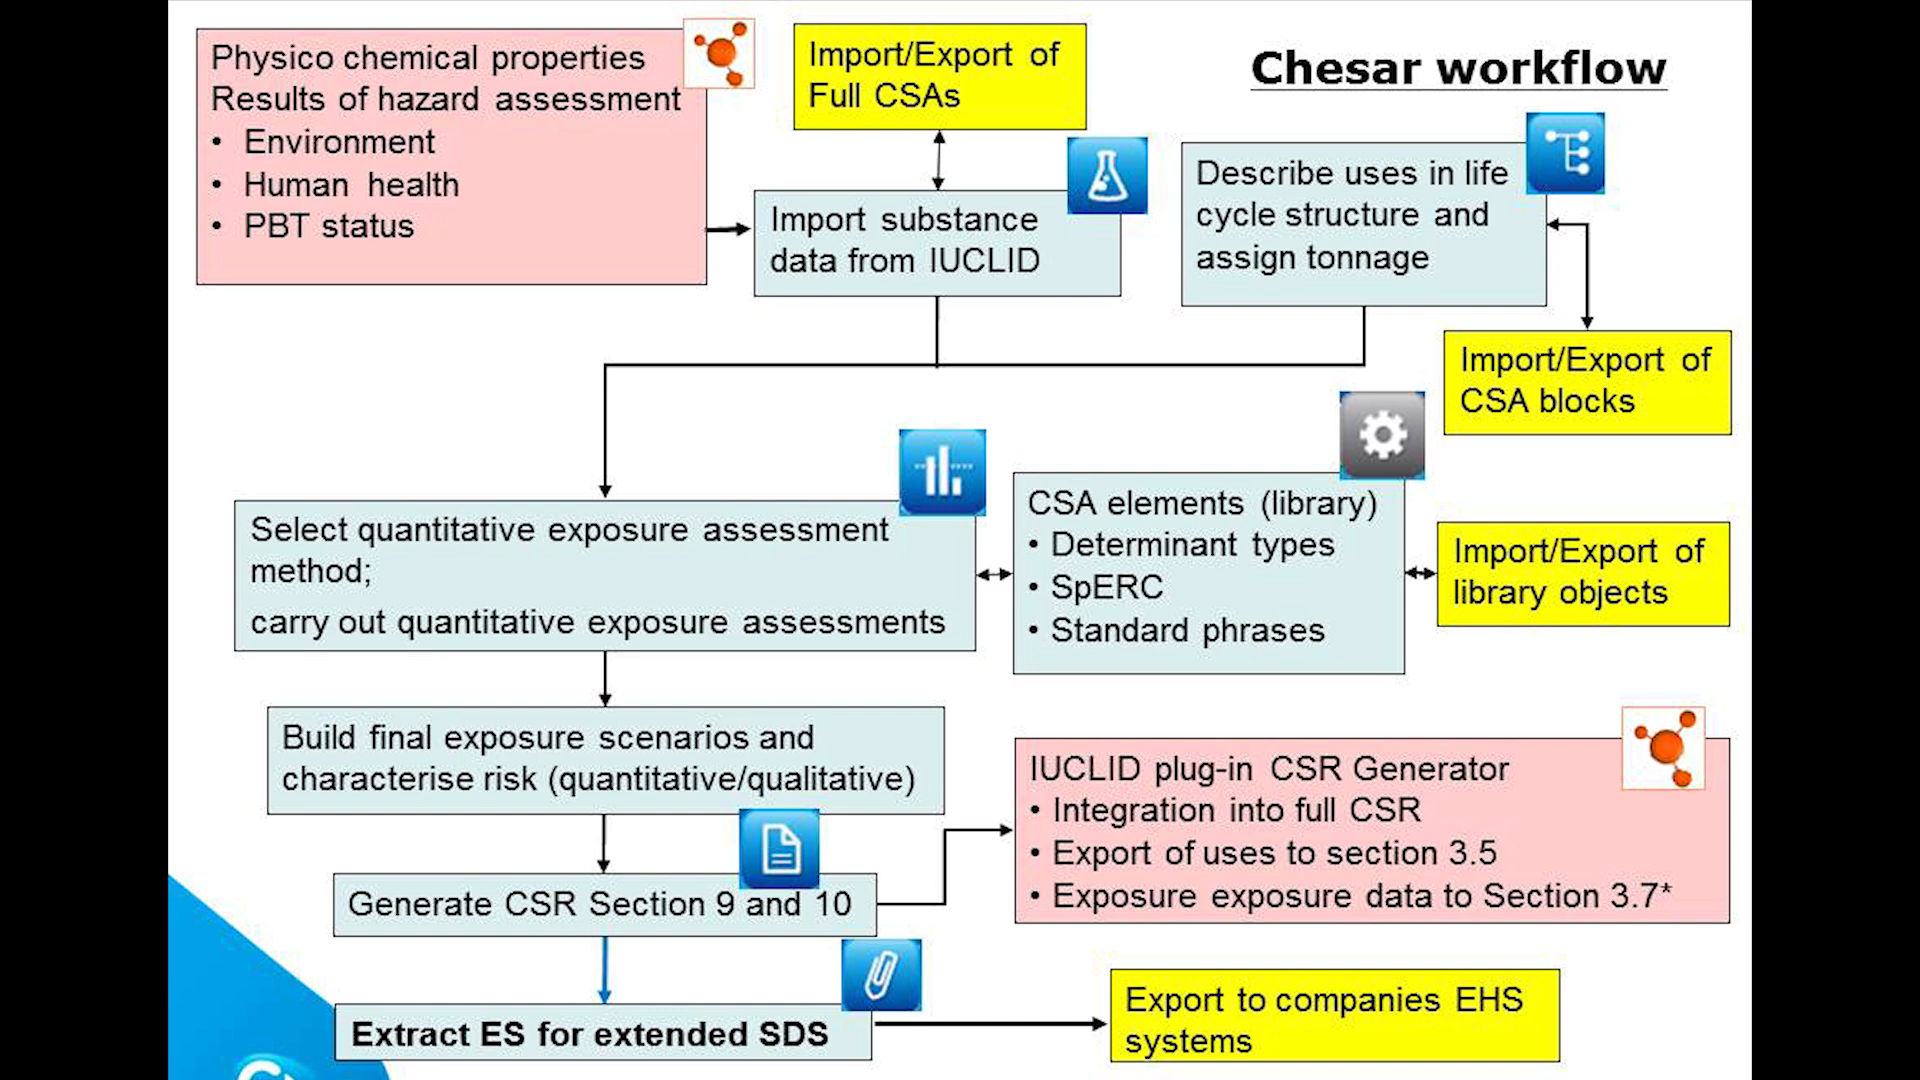 Chesar workflow
Physico chemical properties
Results of hazard assessment
• Environment
• Human health
• PBT status
Import/Export of
Full CSAs
Import substance
data from IUCLID
Describe uses in life
cycle structure and
assign tonnage
Import/Export of
CSA blocks
Select quantitative exposure assessment
method;
carry out quantitative exposure assessments
CSA elements (library)
• Determinant types
• SpERC
• Standard phrases
Import/Export of
library objects
Build final exposure scenarios and
characterise risk (quantitative/qualitative)
IUCLID plug-in CSR Generator
• Integration into full CSR
• Export of uses to section 3.5
• Exposure exposure data to Section 3.7*
Generate CSR Section 9 and 10
Extract ES for extended SDS
Export to companies EHS
systems